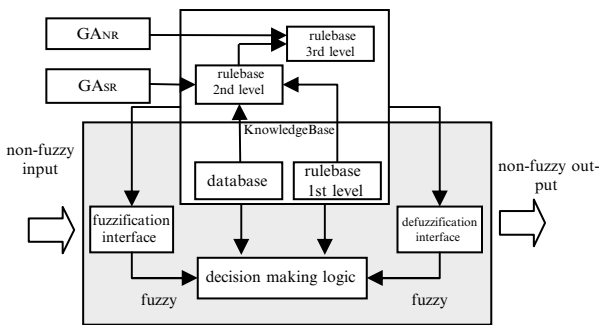 GANR
rulebase
3rd level
GASR
rulebase
2nd level
KnowledgeBase
non-fuzzy
input
non-fuzzy out-
put
database
rulebase
1st level
fuzzification
interface
defuzzification
interface
decision making logic
fuzzy
fuzzy